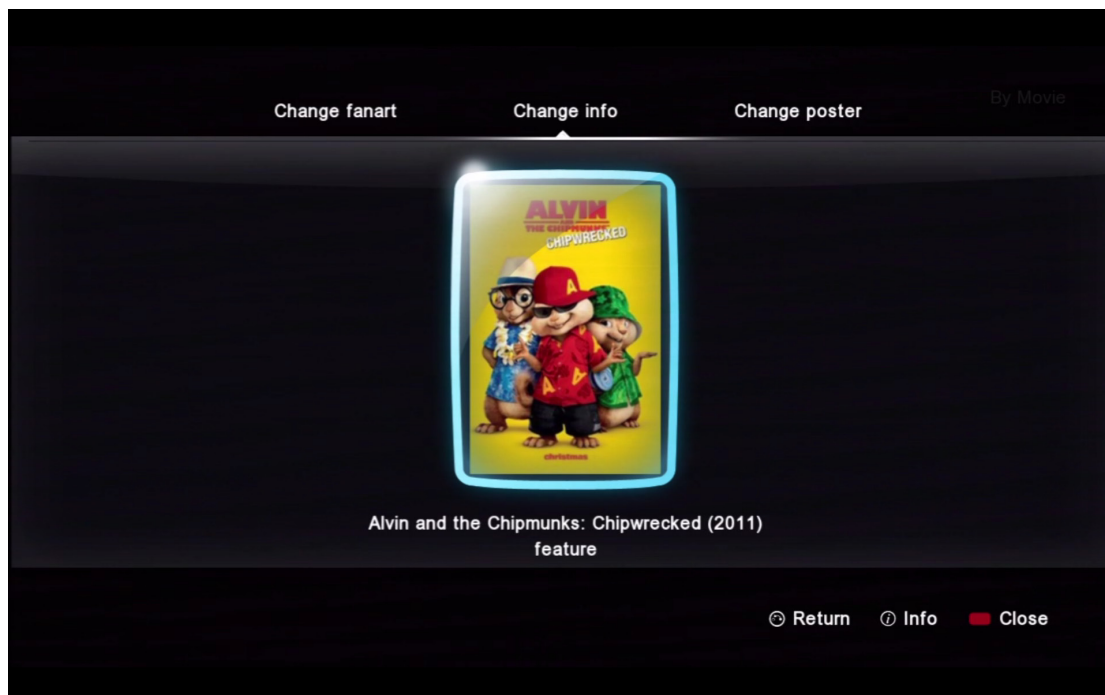 By Movie
Change fanart Change info Change poster
ALVIN
AND
THE CHIPMUNKS
CHIPWRECKED
A
A A
christmas
Alvin and the Chipmunks: Chipwrecked (2011)
feature
Return Info Close